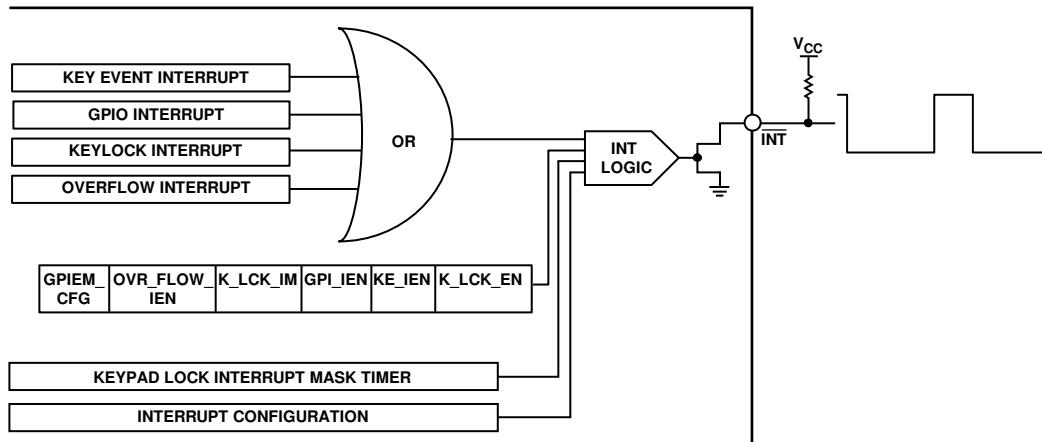 KEY EVENT INTERRUPT
GPIO INTERRUPT
KEYLOCK INTERRUPT
OVERFLOW INTERRUPT
OR
INT
LOGIC
VCC
INT
GPIEM_
CFG
OVR_FLOW_
IEN
K_LCK_IM
GPI_IEN
KE_IEN
K_LCK_EN
KEYPAD LOCK INTERRUPT MASK TIMER
INTERRUPT CONFIGURATION